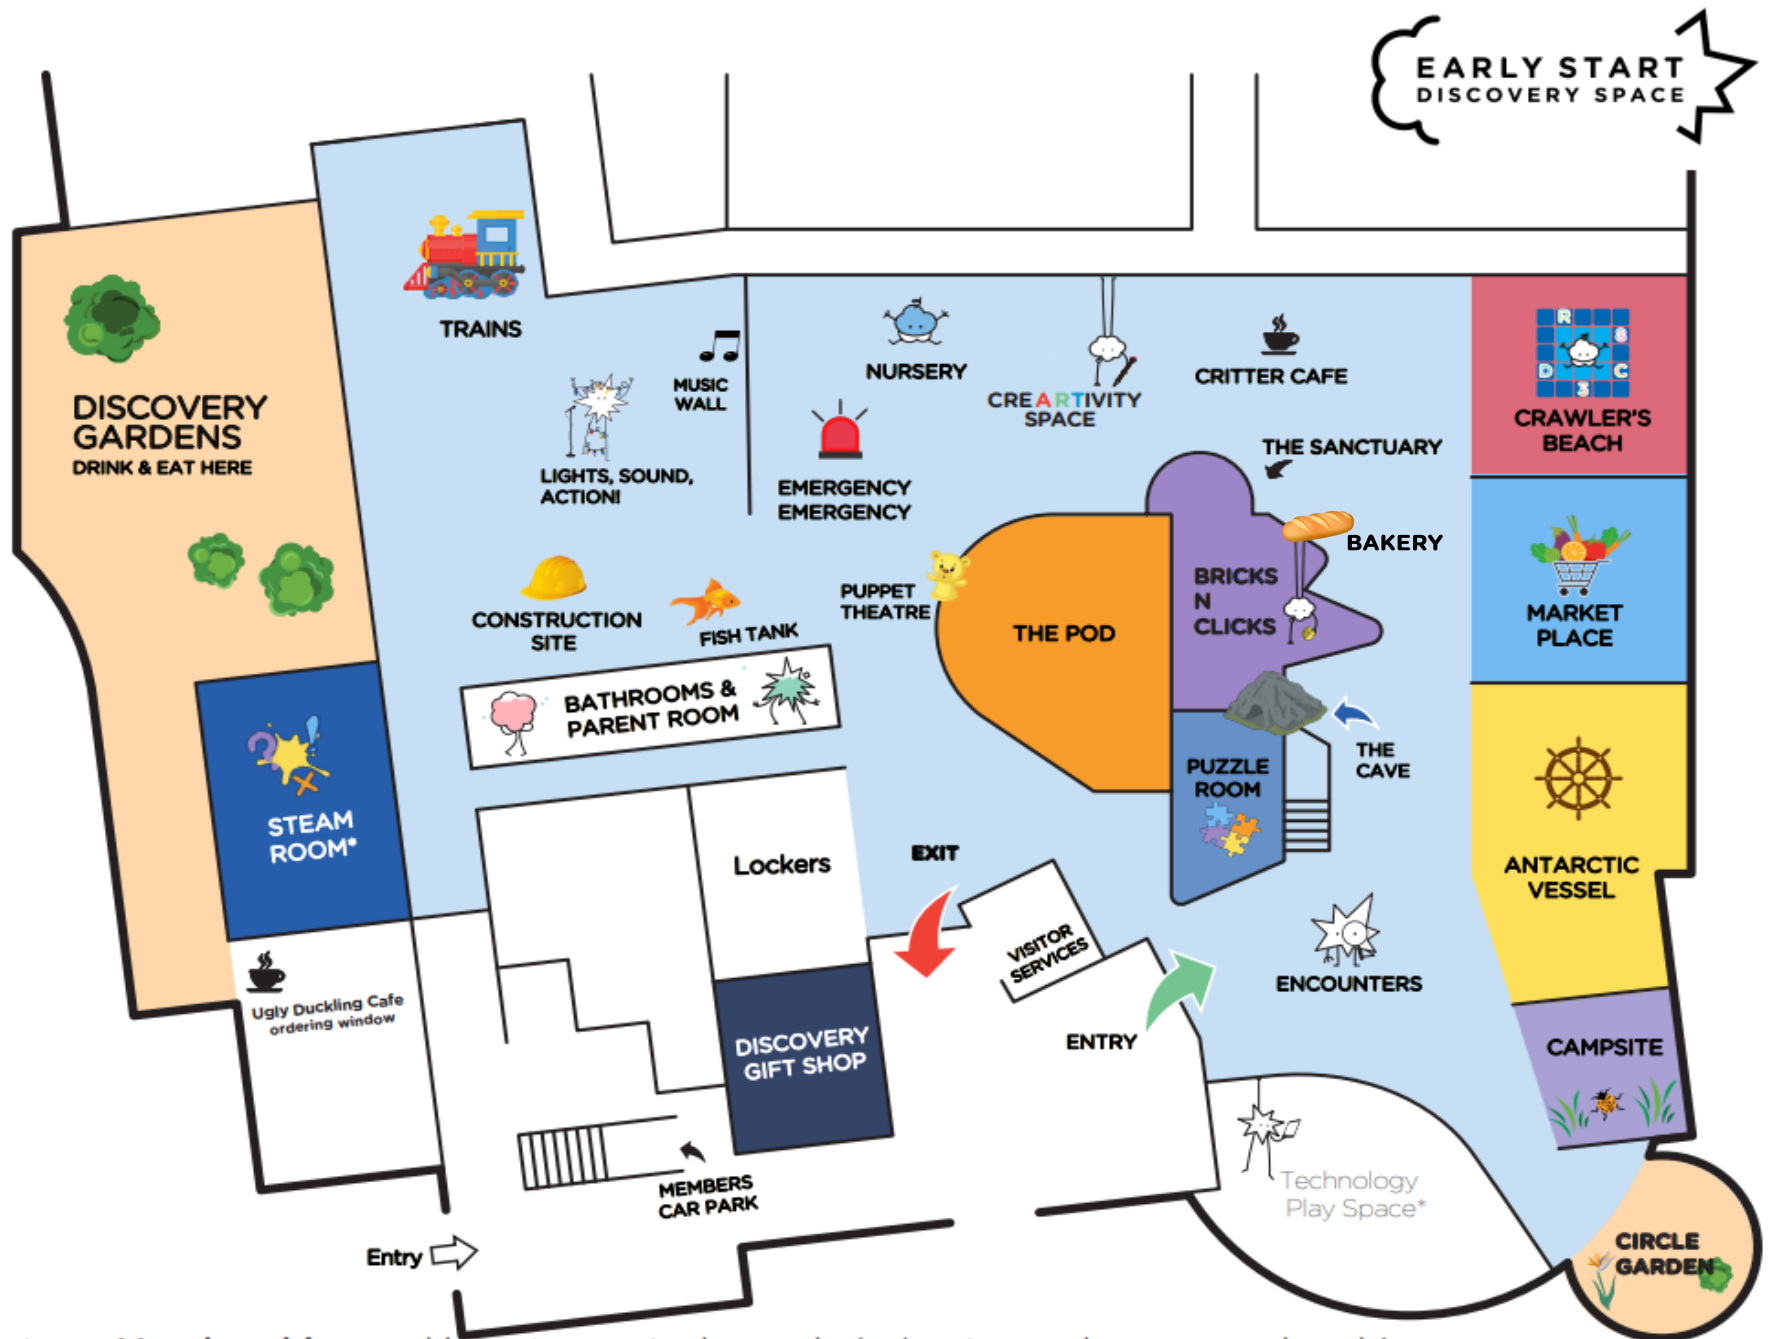 EARLY START
DISCOVERY SPACE
TRAINS
DISCOVERY
GARDENS
DRINK & EAT HERE
MUSIC
WALL
LIGHTS, SOUND,
ACTION!
NURSERY
CREARTIVITY
SPACE
CRITTER CAFE
R
8
D
C
3
CRAWLER'S
BEACH
EMERGENCY
EMERGENCY
THE SANCTUARY
BAKERY
BRICKS
N
CLICKS
MARKET
PLACE
CONSTRUCTION
SITE
FISH TANK
PUPPET
THEATRE
THE POD
BATHROOMS &
PARENT ROOM
THE
CAVE
PUZZLE
ROOM
STEAM
ROOM*
Lockers
EXIT
VISITOR
SERVICES
ANTARCTIC
VESSEL
ENCOUNTERS
Ugly Duckling Cafe
ordering window
DISCOVERY
GIFT SHOP
ENTRY
CAMPSITE
MEMBERS
CAR PARK
Technology
Play Space*
Entry
CIRCLE
GARDEN